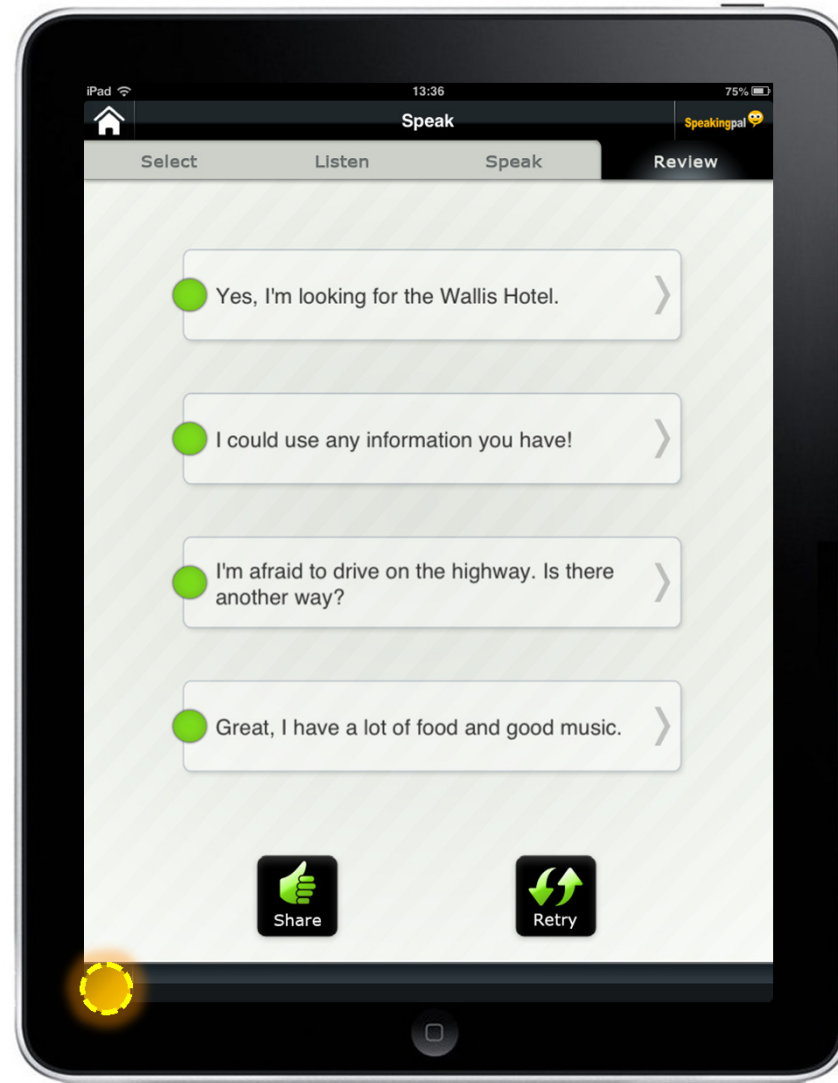 iPad 13:36 75%
Speak Speakingpal
Select Listen Speak Review
Yes, I'm looking for the Wallis Hotel.
I could use any information you have!
I'm afraid to drive on the highway. Is there
another way?
Great, I have a lot of food and good music.
Share Retry